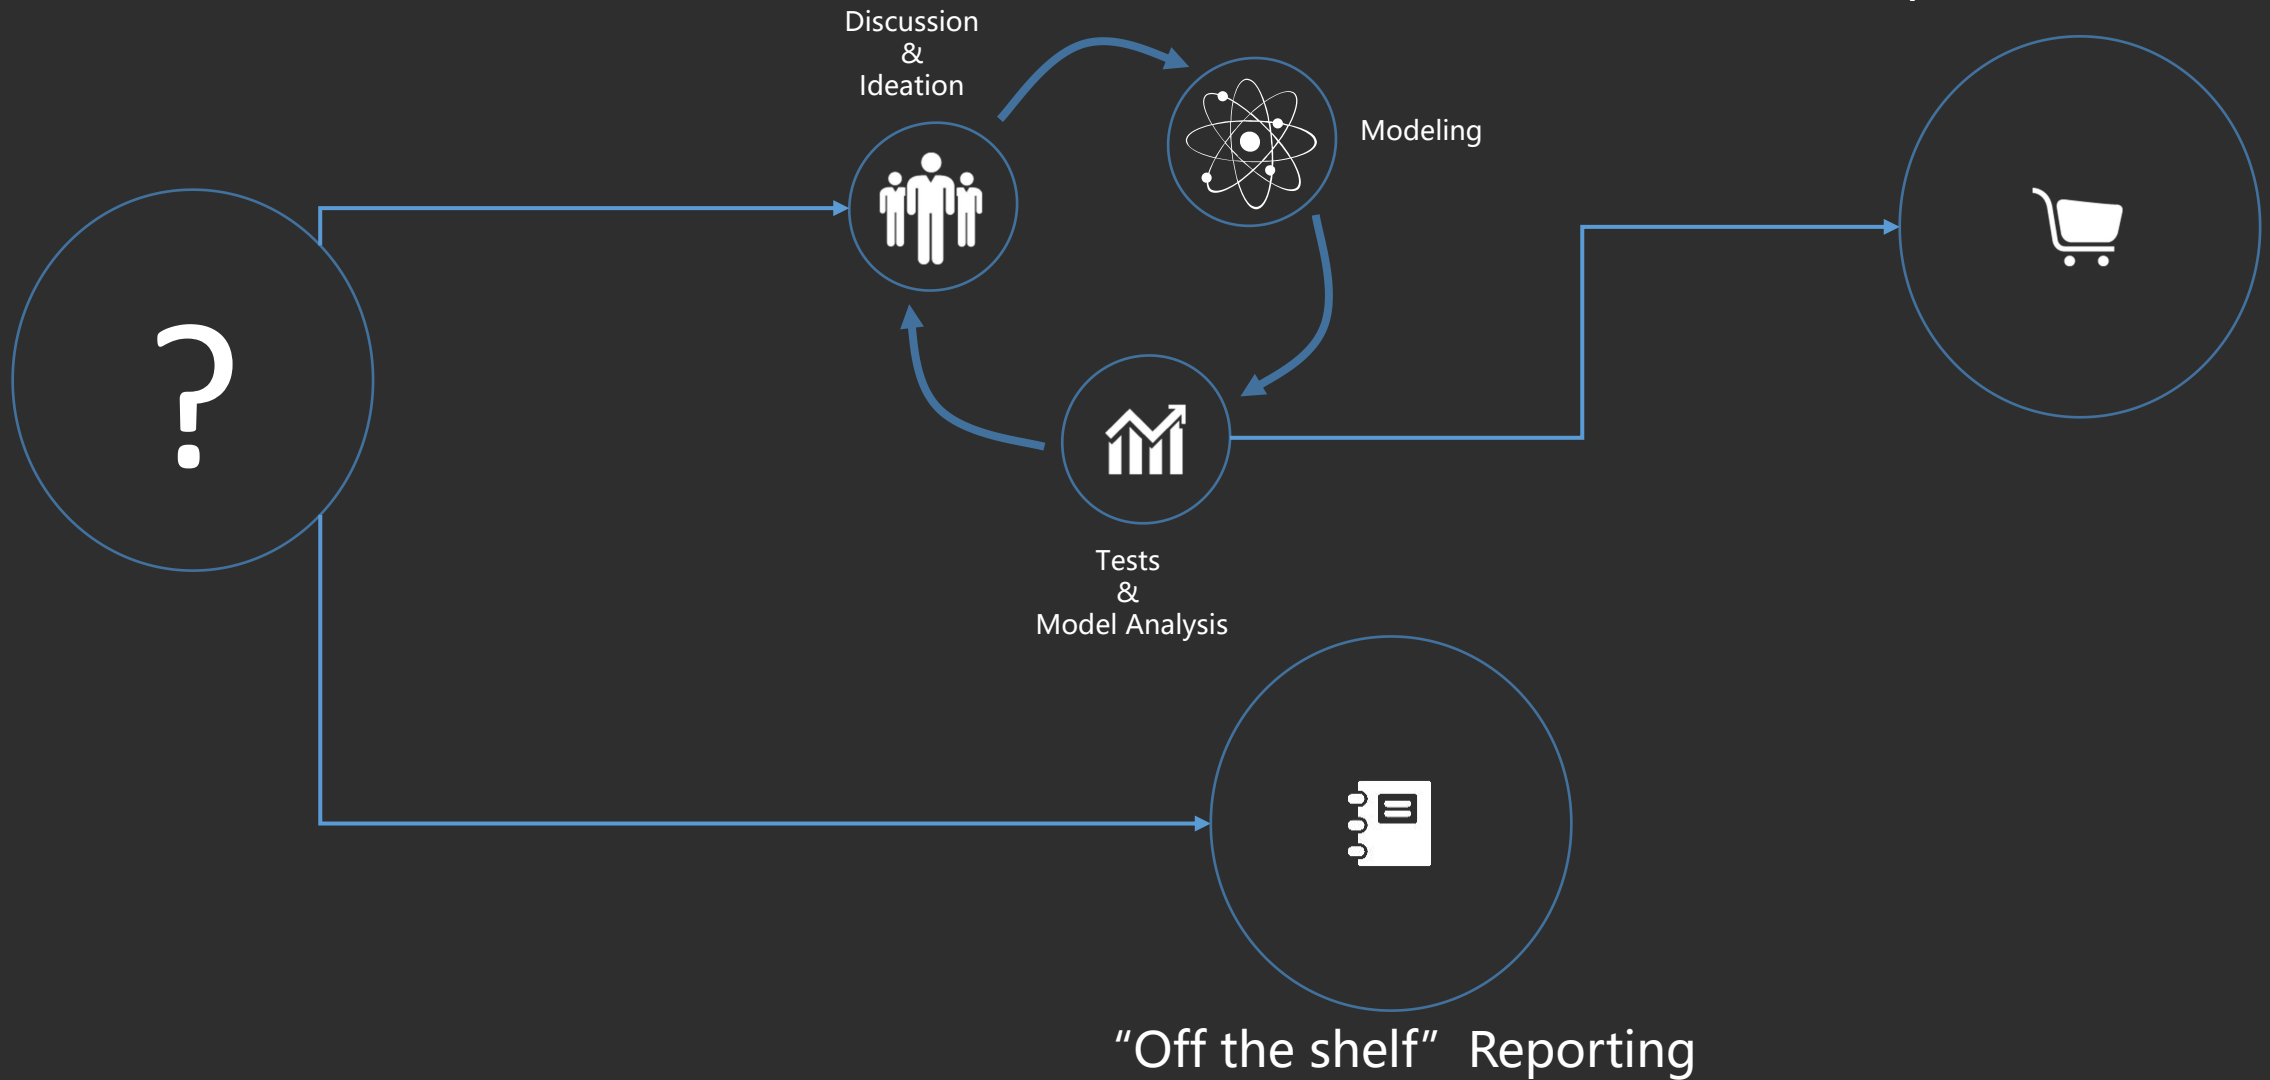 Discussion
&
Ideation
Modeling
?
Tests
&
Model Analysis
“Off the shelf” Reporting